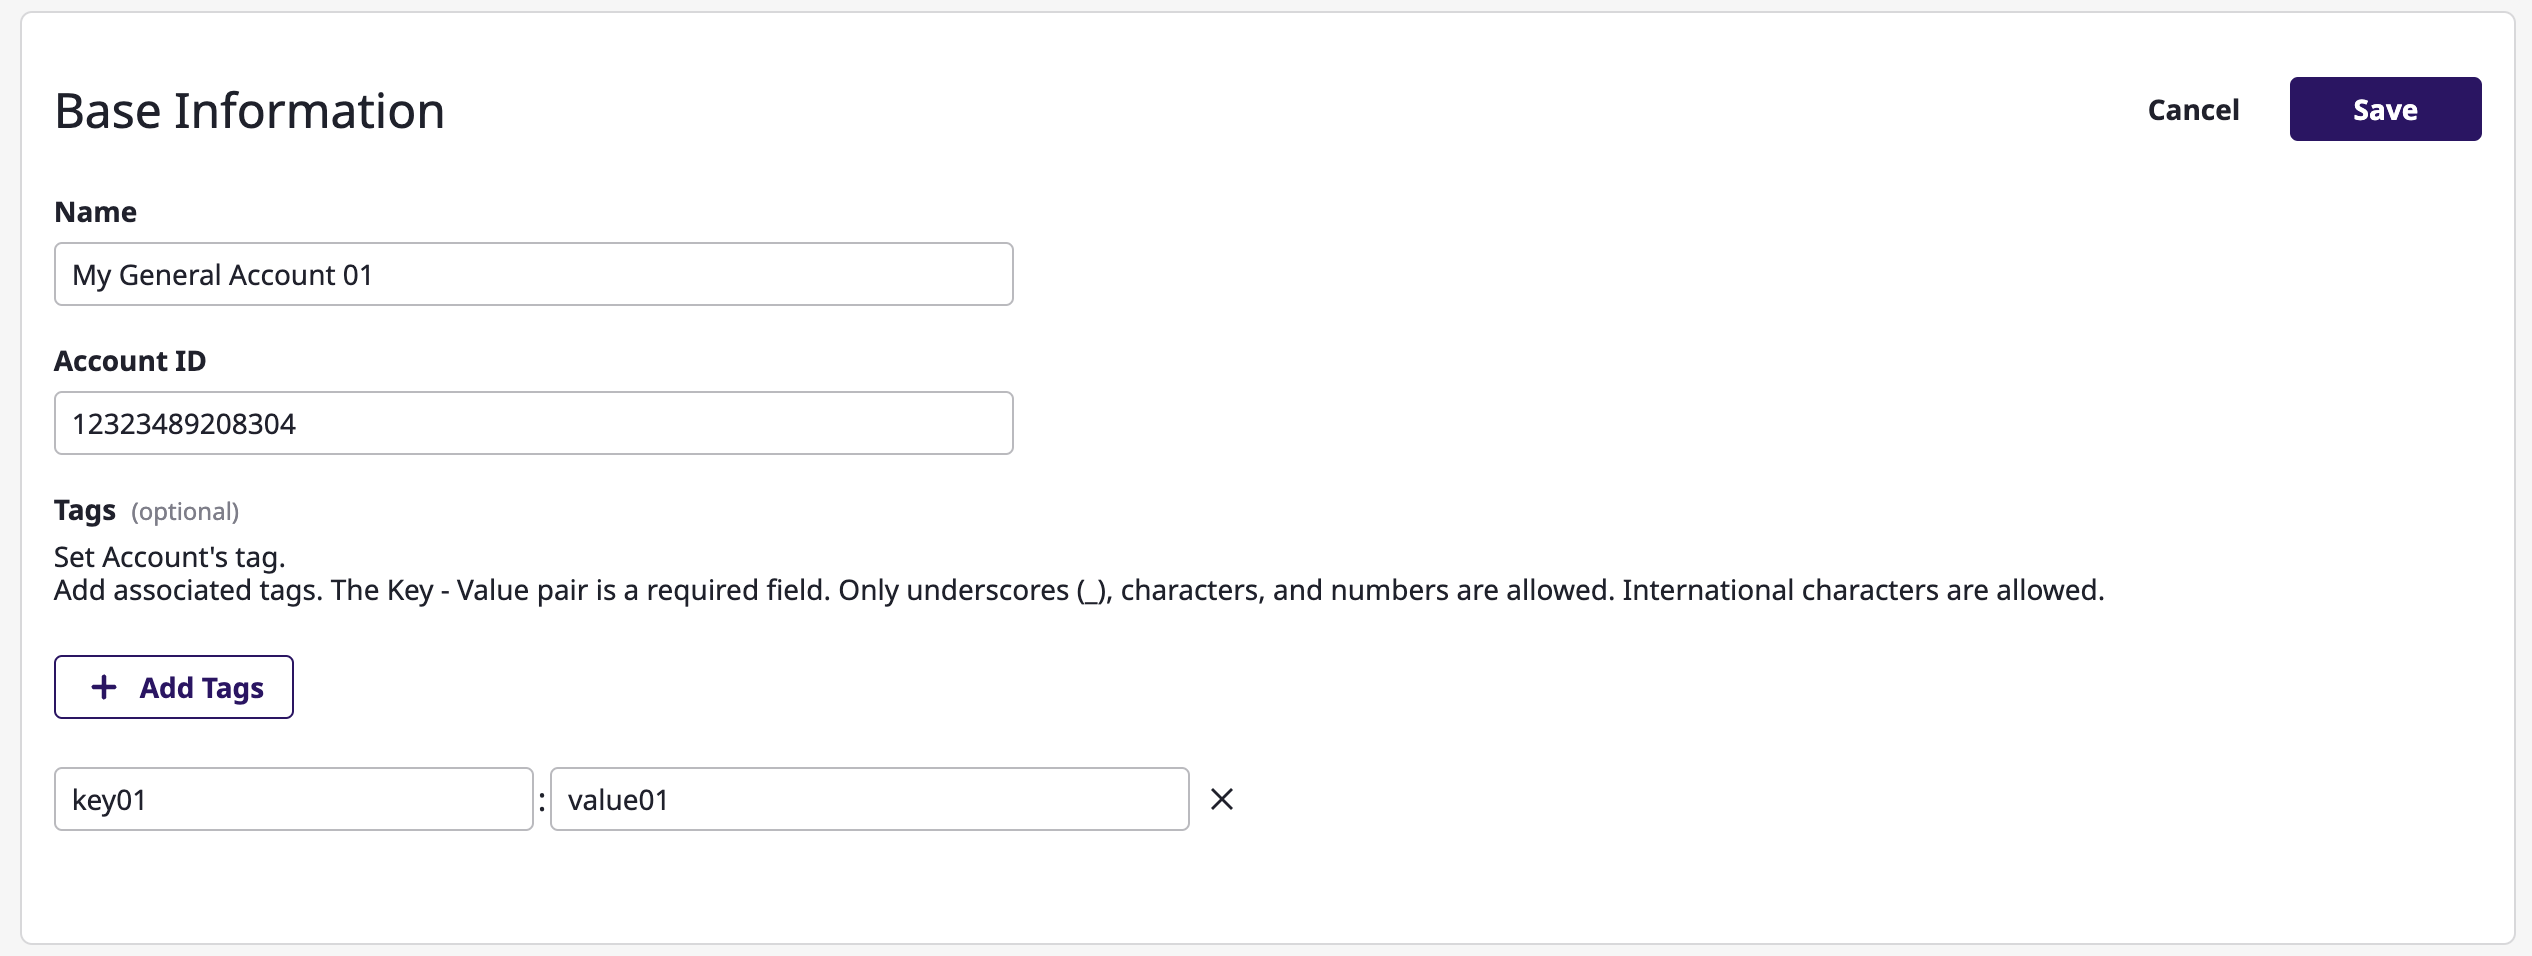 Base Information
Cancel
Save
Name
My General Account 01
Account ID
12323489208304
Tags (optional)
Set Account's tag.
Add associated tags. The Key - Value pair is a required field. Only underscores (_), characters, and numbers are allowed. International characters are allowed.
+ Add Tags
key01 : value01